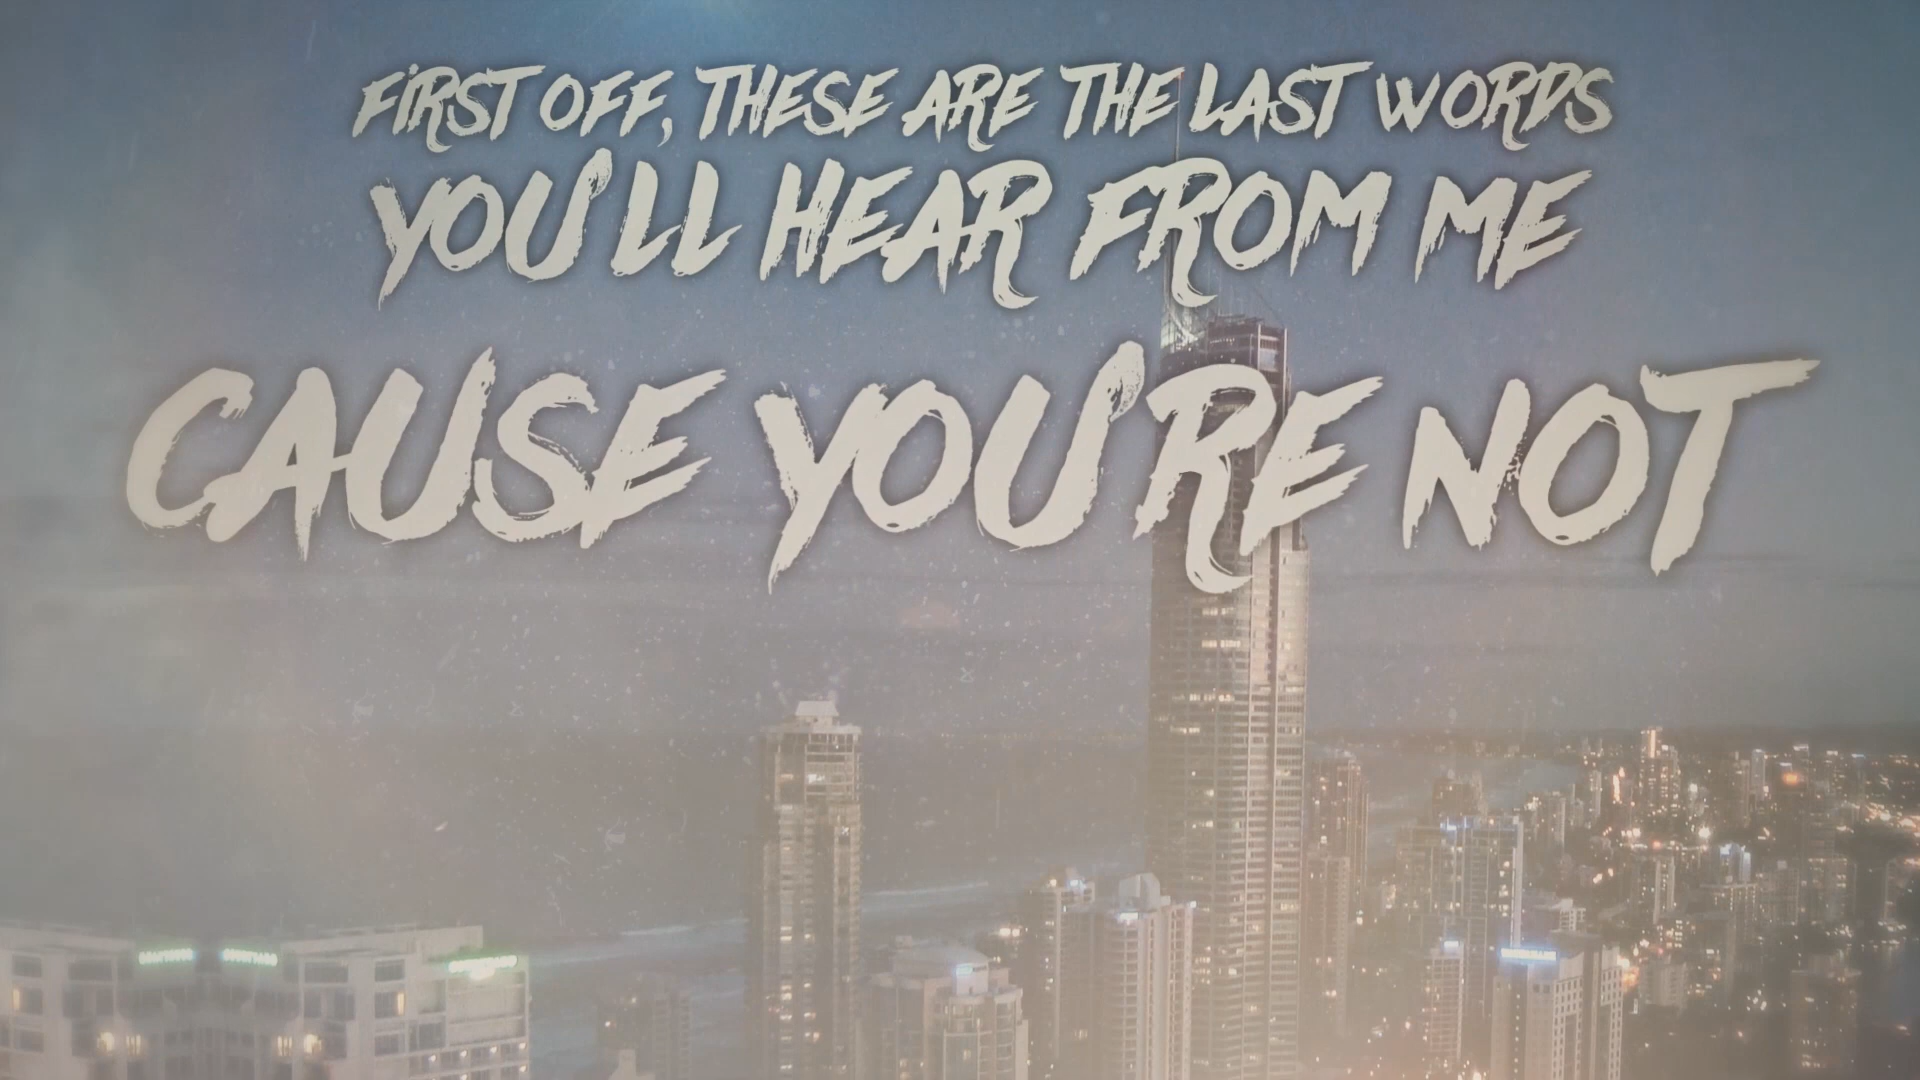 FIRST OFF, THESE ARE THE LAST WORDS
YOU'LL HEAR FROM ME
CAUSE YOU'RE NOT